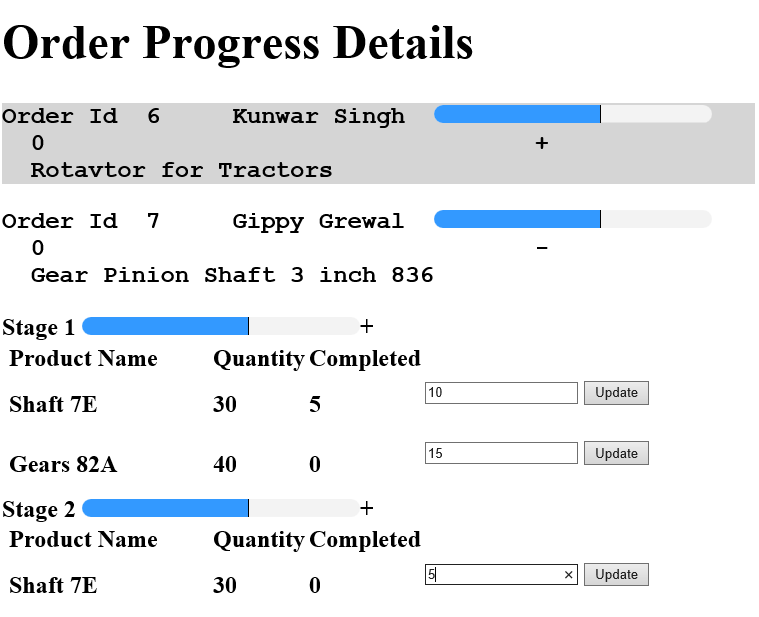 Order Progress Details
Order Id 6 Kunwar Singh
0 +
Rotavtor for Tractors
Order Id 7 Gippy Grewal
0 -
Gear Pinion Shaft 3 inch 836
Stage 1 +
Product Name Quantity Completed
Shaft 7E 30 5 10 Update
Gears 82A 40 0 15 Update
Stage 2 +
Product Name Quantity Completed
Shaft 7E 30 0 5 × Update